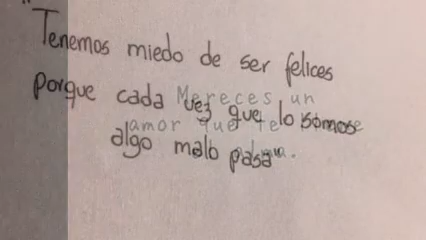 "Tenemos miedo de ser felices
porque cada vez que lo somos
algo malo pasa".
Mereces un
amor que te